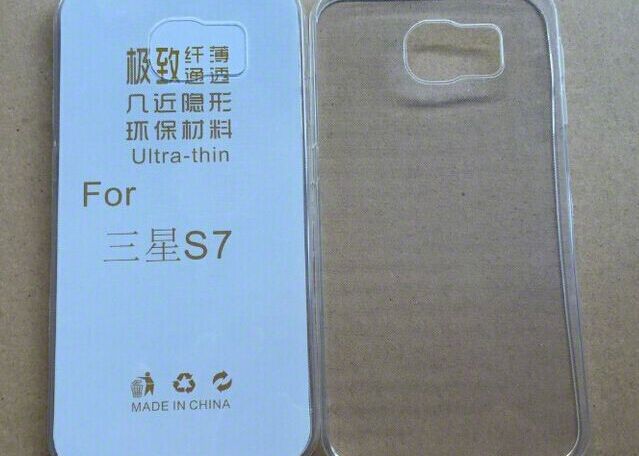 极致纤薄
通透
几近隐形
环保材料
Ultra-thin
For
三星S7
MADE IN CHINA